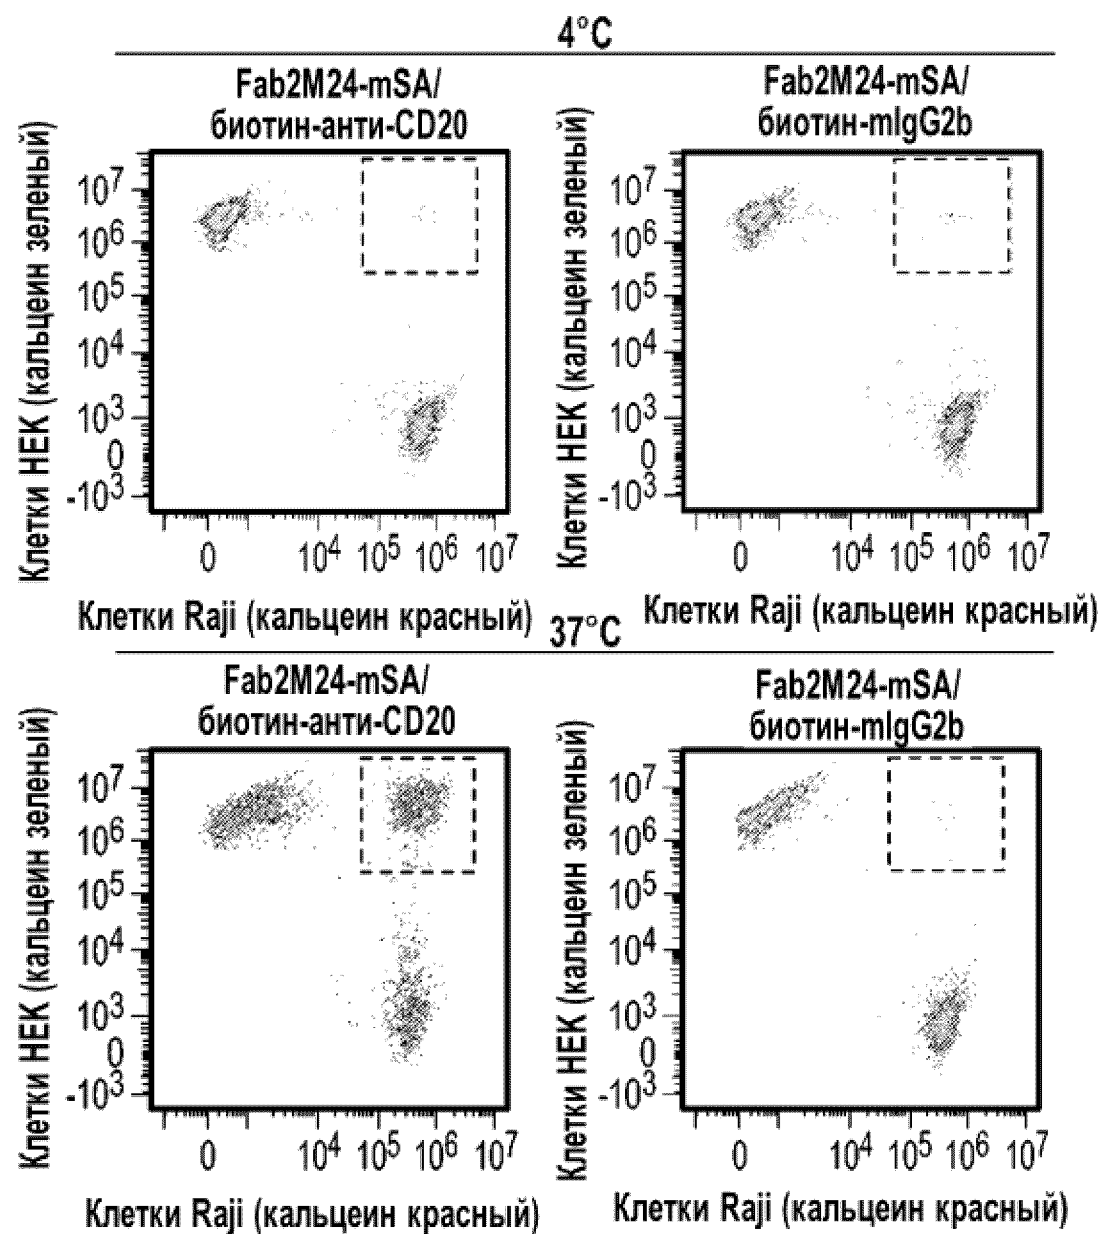 4°C
Fab2M24-mSA/
биотин-анти-CD20
Fab2M24-mSA/
биотин-mIgG2b
Клетки HEK (кальцеин зеленый)
10⁷
10⁶
10⁵
10⁴
10³
0
-10³
0 10⁴ 10⁵ 10⁶ 10⁷
Клетки Raji (кальцеин красный)
Клетки HEK (кальцеин зеленый)
10⁷
10⁶
10⁵
10⁴
10³
0
-10³
0 10⁴ 10⁵ 10⁶ 10⁷
Клетки Raji (кальцеин красный)
37°C
Fab2M24-mSA/
биотин-анти-CD20
Fab2M24-mSA/
биотин-mIgG2b
Клетки HEK (кальцеин зеленый)
10⁷
10⁶
10⁵
10⁴
10³
0
-10³
0 10⁴ 10⁵ 10⁶ 10⁷
Клетки Raji (кальцеин красный)
Клетки HEK (кальцеин зеленый)
10⁷
10⁶
10⁵
10⁴
10³
0
-10³
0 10⁴ 10⁵ 10⁶ 10⁷
Клетки Raji (кальцеин красный)